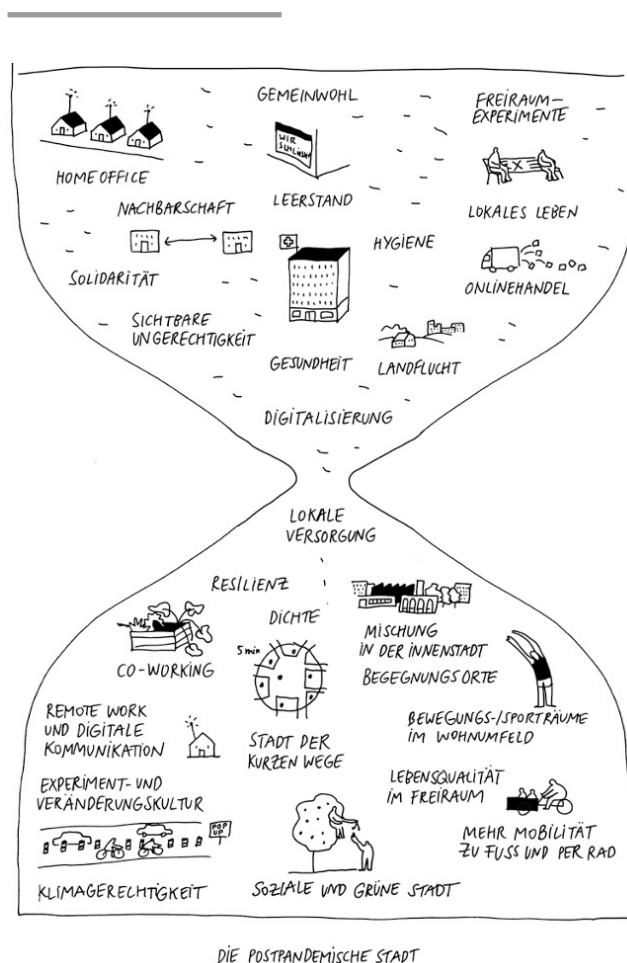 GEMEINWOHL
FREIRAUM-
EXPERIMENTE
WIR
SCHLIESSEN
HOME OFFICE
LEERSTAND
NACHBARSCHAFT
LOKALES LEBEN
HYGIENE
SOLIDARITÄT
ONLINEHANDEL
SICHTBARE
UNGERECHTIGKEIT
GESUNDHEIT
LANDFLUCHT
DIGITALISIERUNG
LOKALE
VERSORGUNG
RESILIENZ
DICHTE
MISCHUNG
IN DER INNENSTADT
CO-WORKING
5 min
BEGEGNUNGSORTE
REMOTE WORK
UND DIGITALE
KOMMUNIKATION
BEWEGUNGS-/SPORTRÄUME
IM WOHNUMFELD
STADT DER
KURZEN WEGE
EXPERIMENT- UND
VERÄNDERUNGSKULTUR
LEBENSQUALITÄT
IM FREIRAUM
POP
UP
MEHR MOBILITÄT
ZU FUSS UND PER RAD
KLIMAGERECHTIGKEIT
SOZIALE UND GRÜNE STADT
DIE POSTPANDEMISCHE STADT